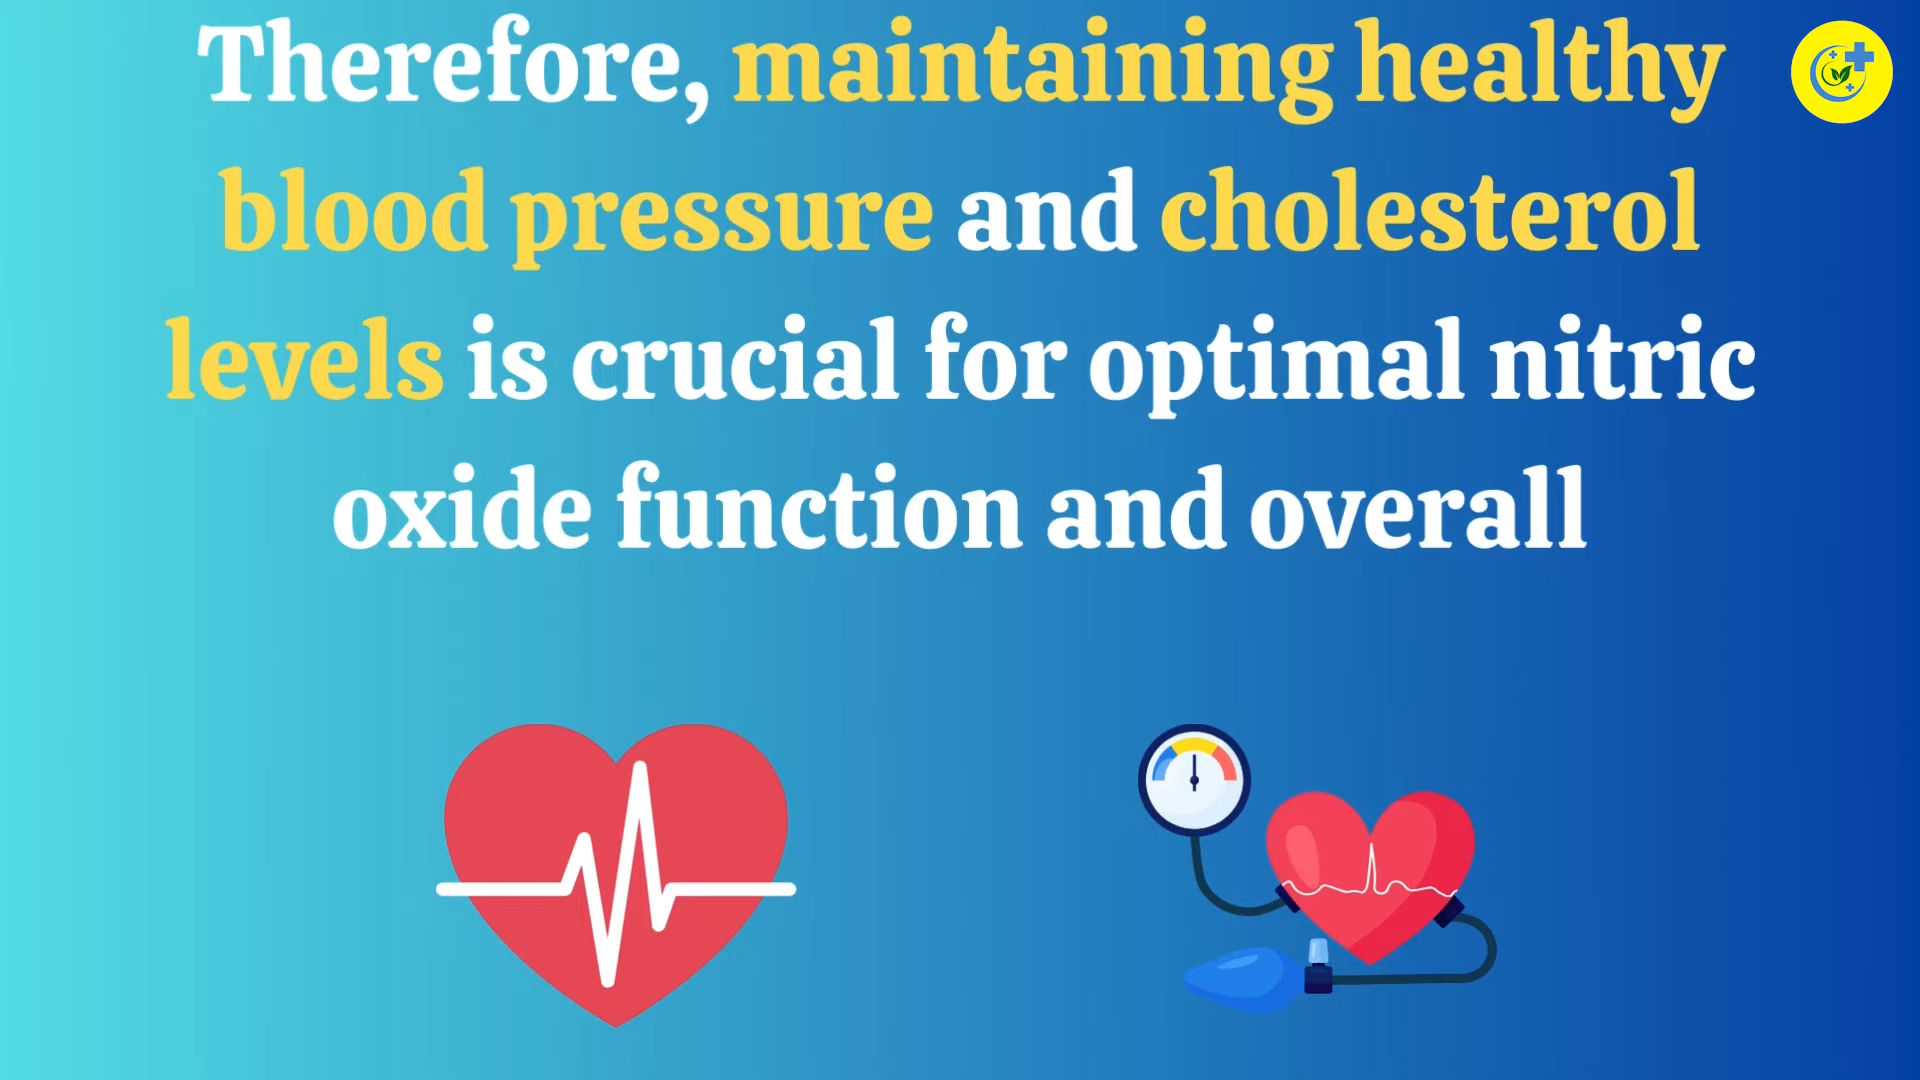 Therefore, maintaining healthy
blood pressure and cholesterol
levels is crucial for optimal nitric
oxide function and overall